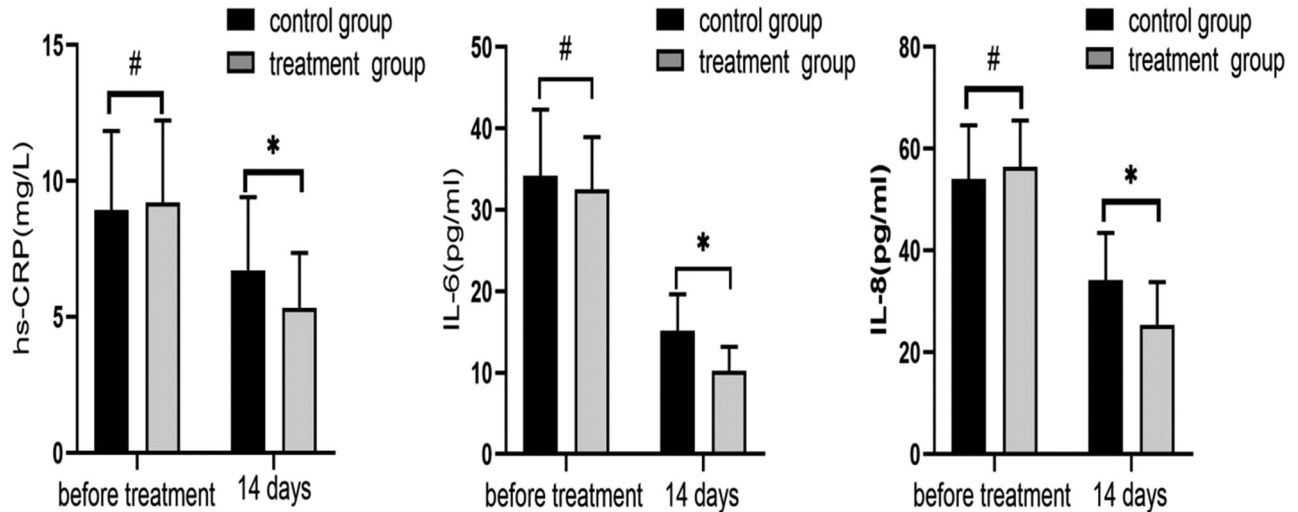 control group
treatment group
15
10
5
0
hs-CRP(mg/L)
#
*
before treatment
14 days
control group
treatment group
50
40
30
20
10
0
IL-6(pg/ml)
#
*
before treatment
14 days
control group
treatment group
80
60
40
20
0
IL-8(pg/ml)
#
*
before treatment
14 days